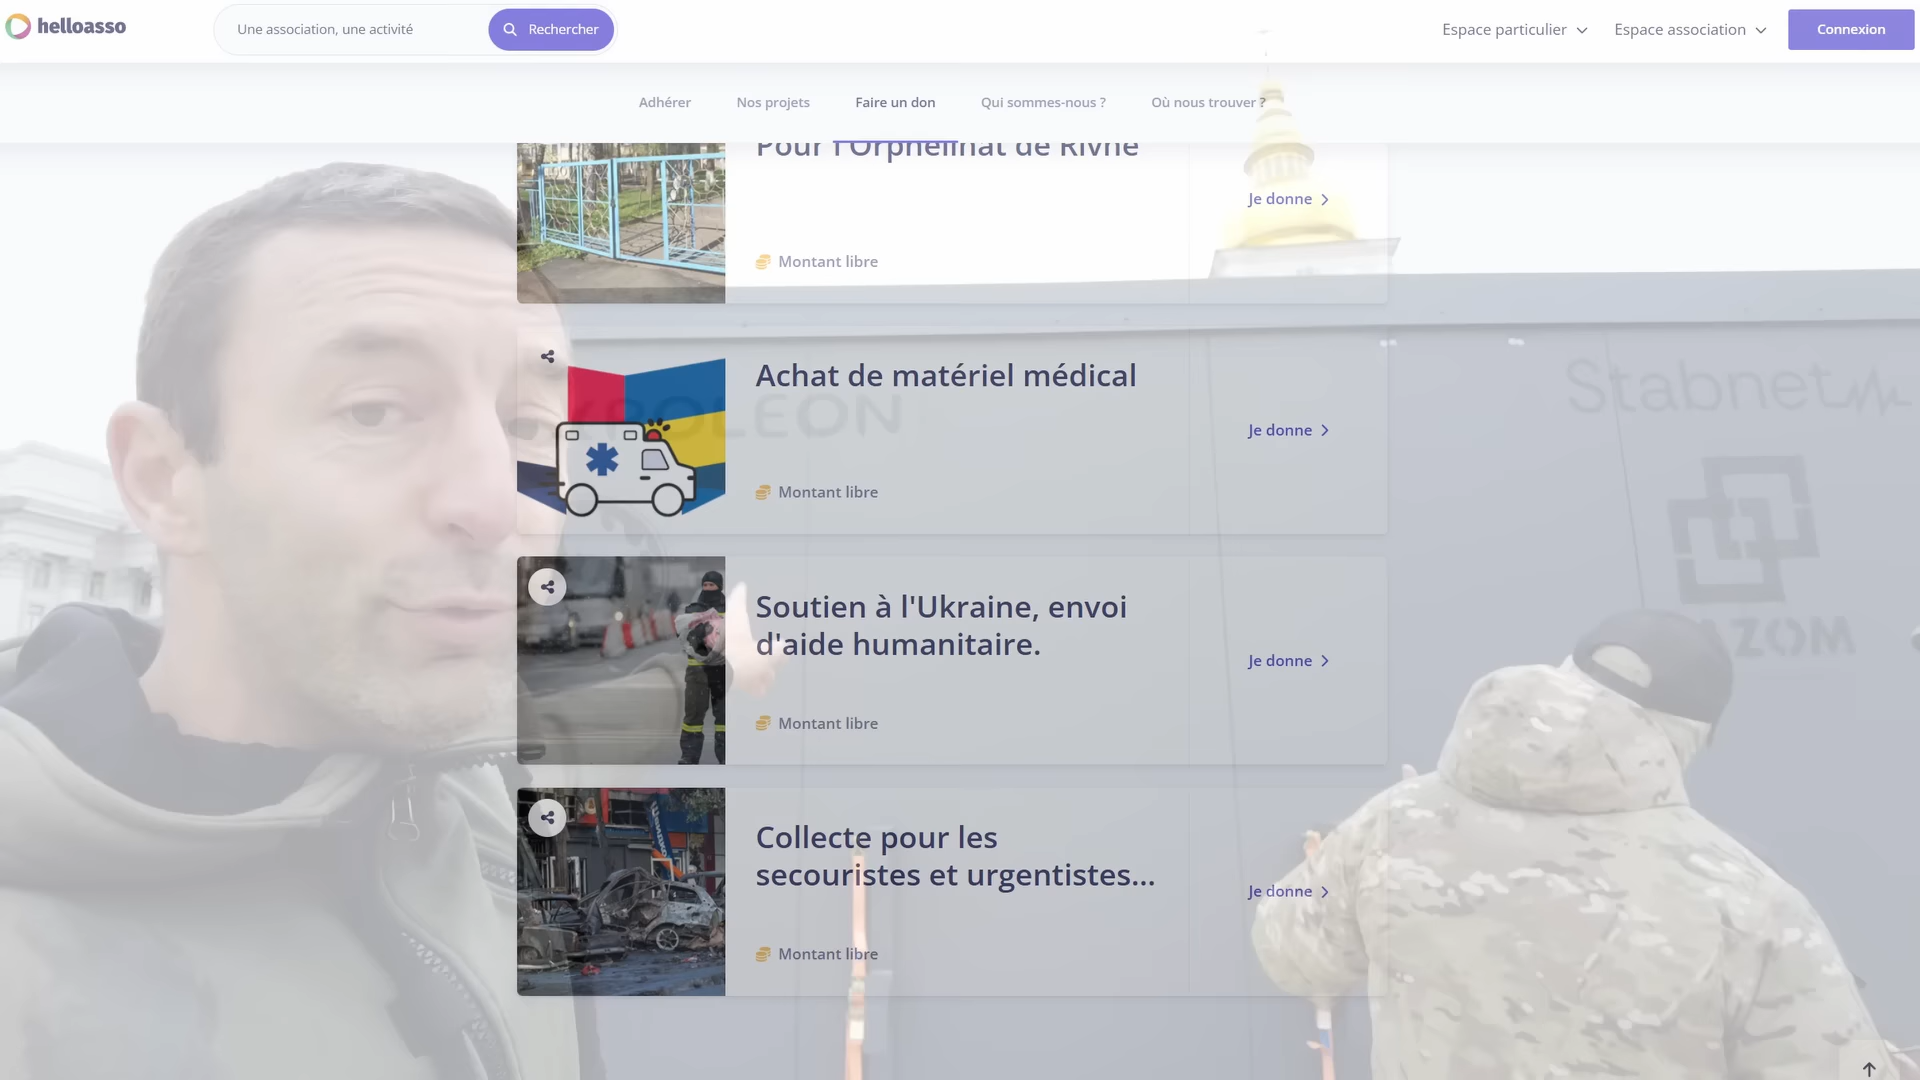 helloasso
Une association, une activité
Rechercher
Espace particulier
Espace association
Connexion
Adhérer
Nos projets
Faire un don
Qui sommes-nous ?
Où nous trouver ?
Pour l'Orphelinat de Rivne
Je donne
Montant libre
Achat de matériel médical
Je donne
Montant libre
Stabnet
Soutien à l'Ukraine, envoi
d'aide humanitaire.
Je donne
Montant libre
Collecte pour les
secouristes et urgentistes...
Je donne
Montant libre